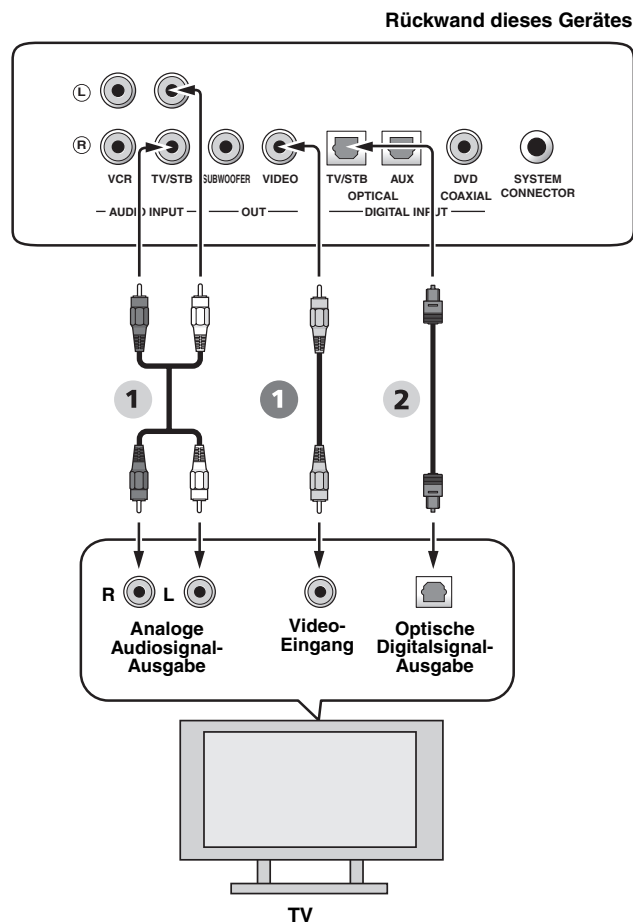 Rückwand dieses Gerätes
L
R
VCR TV/STB SUBWOOFER VIDEO TV/STB AUX DVD SYSTEM
OPTICAL COAXIAL CONNECTOR
AUDIO INPUT OUT DIGITAL INPUT
1 1 2
R L
Analoge
Audiosignal-
Ausgabe
Video-
Eingang
Optische
Digitalsignal-
Ausgabe
TV